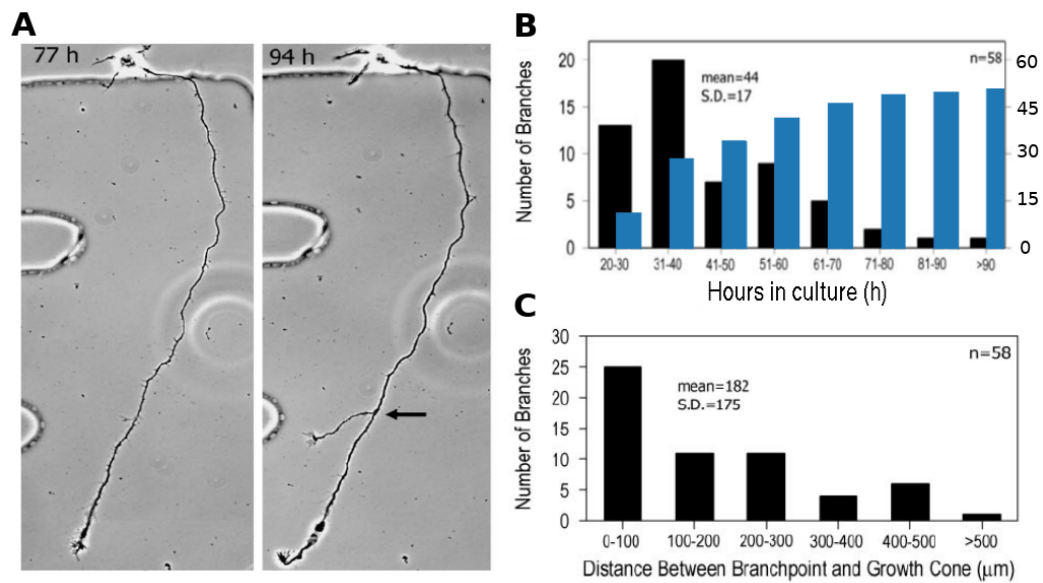 A
77 h
94 h
B
n=58
mean=44
S.D.=17
Number of Branches
20
15
10
5
0
60
45
30
15
0
20-30 31-40 41-50 51-60 61-70 71-80 81-90 >90
Hours in culture (h)
C
n=58
mean=182
S.D.=175
Number of Branches
30
25
20
15
10
5
0
0-100 100-200 200-300 300-400 400-500 >500
Distance Between Branchpoint and Growth Cone (μm)